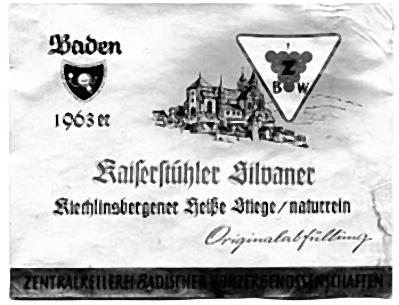 Baden
1963er
Z
B W
Kaiserstühler Silvaner
Kiechlinsbergener Heiße Stiege/naturrein
Originalabfüllung
ZENTRALKELLEREI BADISCHER WINZERGENOSSENSCHAFTEN